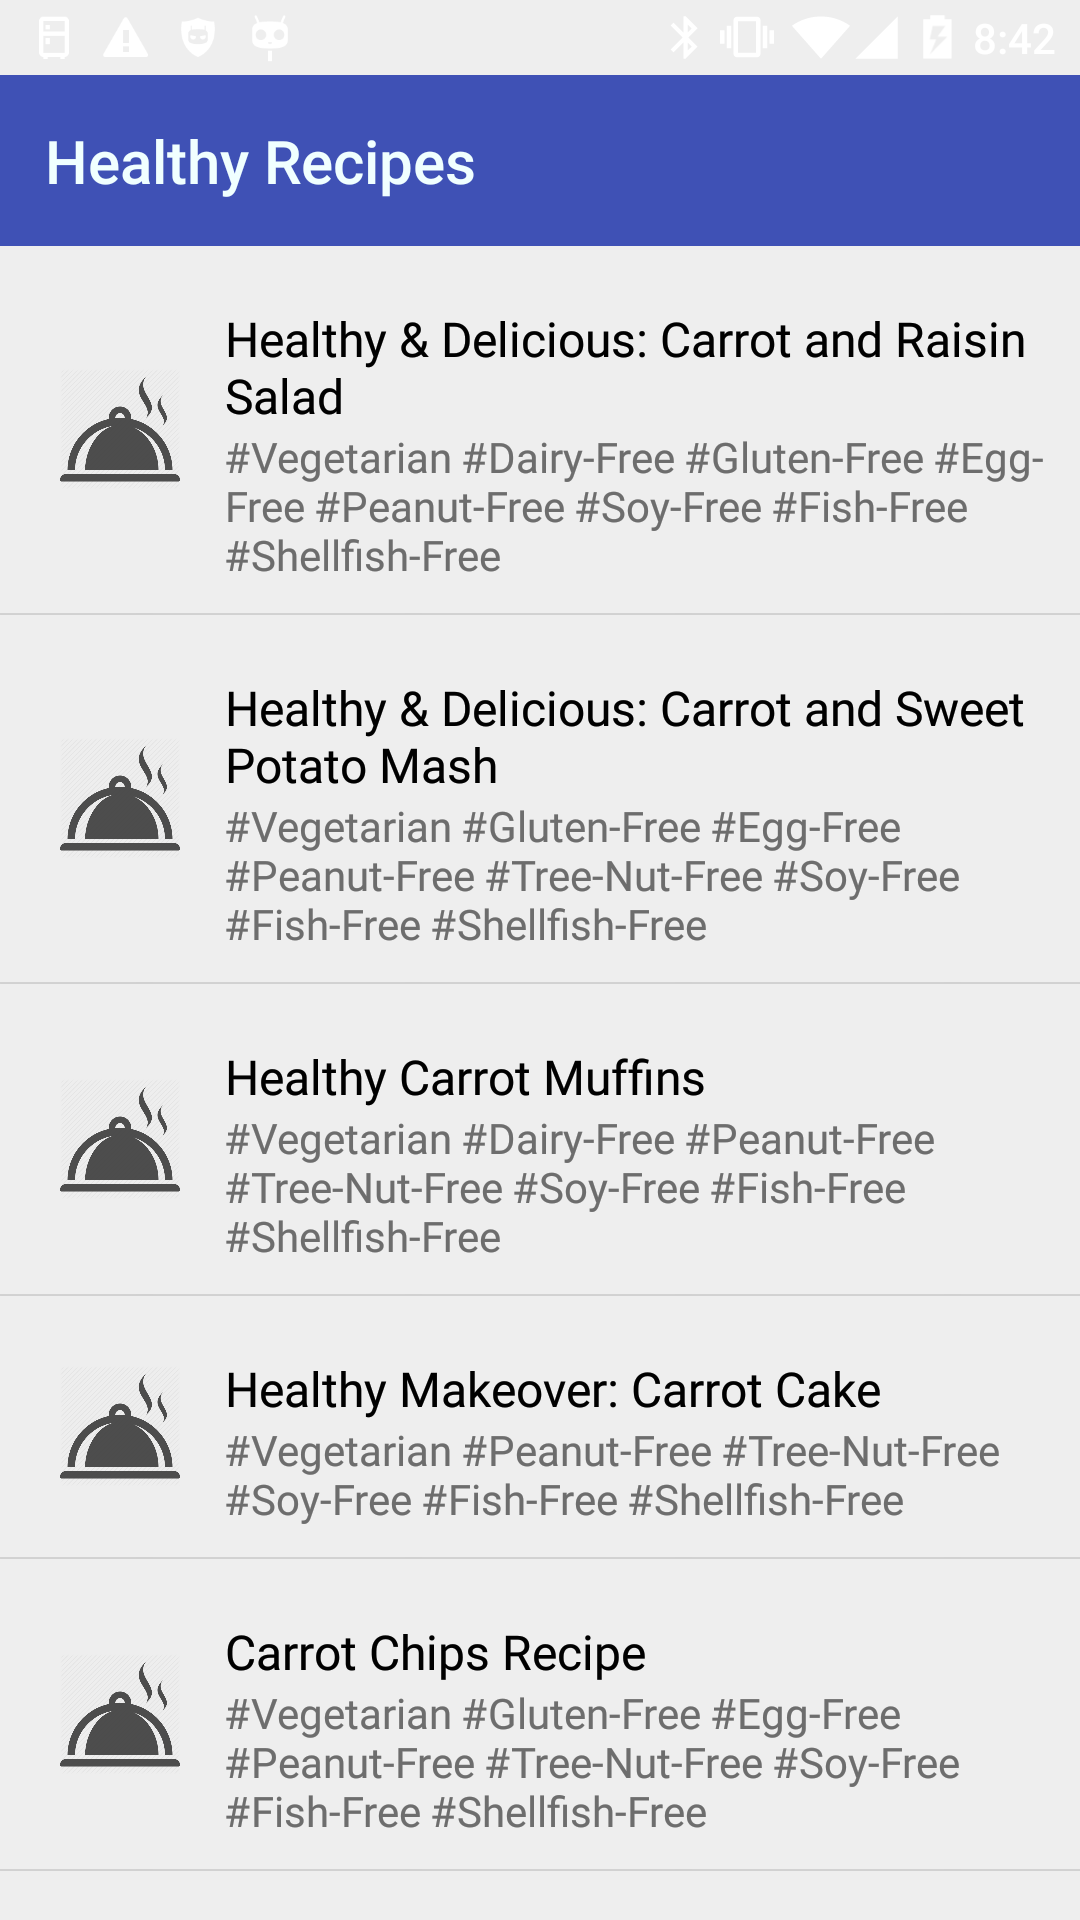 8:42
Healthy Recipes
Healthy & Delicious: Carrot and Raisin
Salad
#Vegetarian #Dairy-Free #Gluten-Free #Egg-
Free #Peanut-Free #Soy-Free #Fish-Free
#Shellfish-Free
Healthy & Delicious: Carrot and Sweet
Potato Mash
#Vegetarian #Gluten-Free #Egg-Free
#Peanut-Free #Tree-Nut-Free #Soy-Free
#Fish-Free #Shellfish-Free
Healthy Carrot Muffins
#Vegetarian #Dairy-Free #Peanut-Free
#Tree-Nut-Free #Soy-Free #Fish-Free
#Shellfish-Free
Healthy Makeover: Carrot Cake
#Vegetarian #Peanut-Free #Tree-Nut-Free
#Soy-Free #Fish-Free #Shellfish-Free
Carrot Chips Recipe
#Vegetarian #Gluten-Free #Egg-Free
#Peanut-Free #Tree-Nut-Free #Soy-Free
#Fish-Free #Shellfish-Free